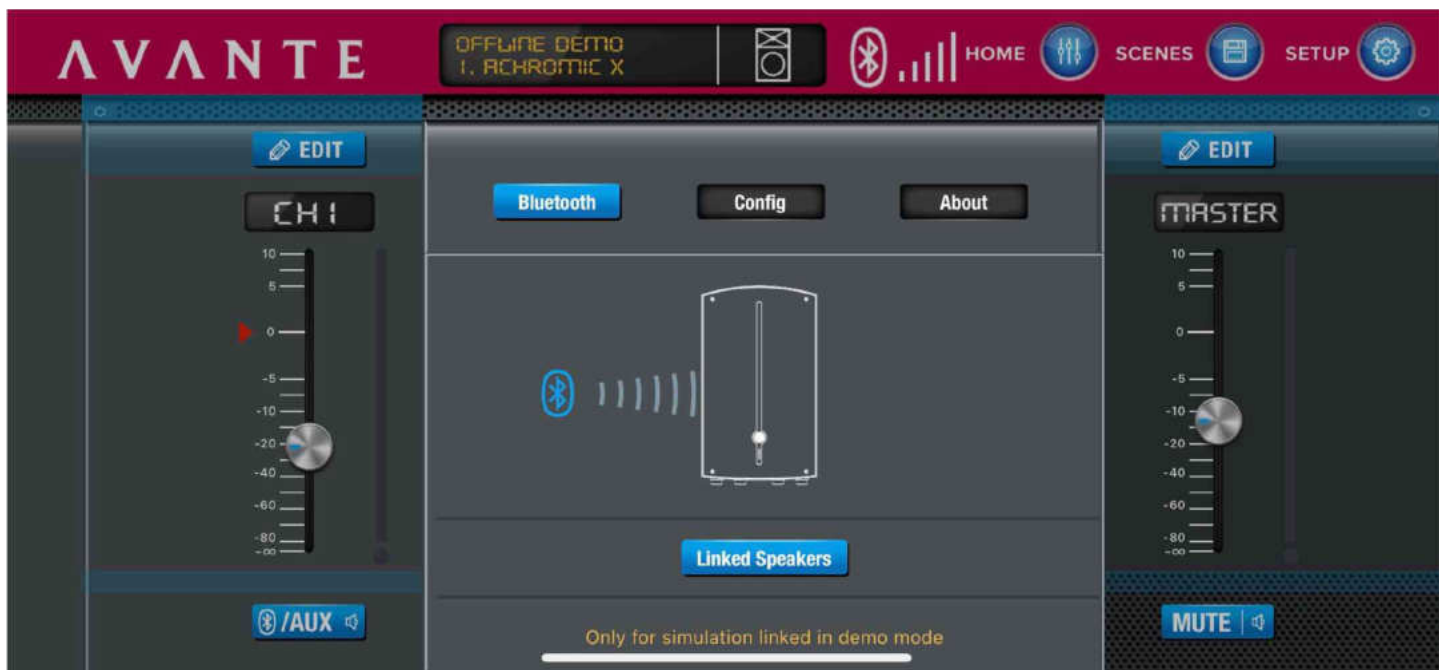 AVANTE
OFFLINE DEMO
1. ACHROMIC X
HOME
SCENES
SETUP
EDIT
CH1
10
5
0
-5
-10
-20
-40
-60
-80
-∞
/AUX
Bluetooth
Config
About
Linked Speakers
Only for simulation linked in demo mode
EDIT
MASTER
10
5
0
-5
-10
-20
-40
-60
-80
-∞
MUTE